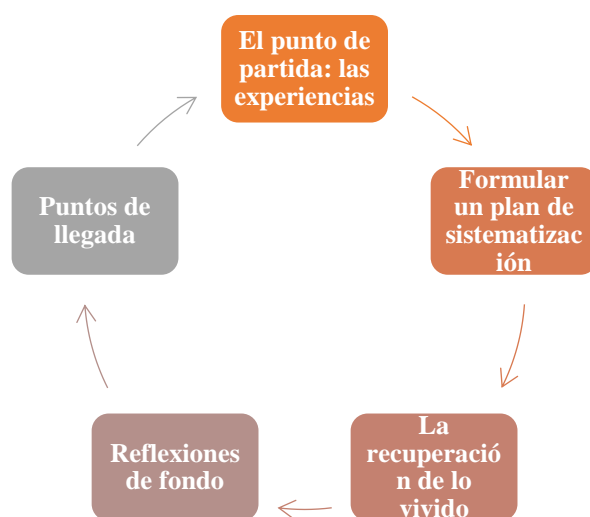 El punto de
partida: las
experiencias
Formular
un plan de
sistematizac
ión
La
recuperació
n de lo
vivido
Reflexiones
de fondo
Puntos de
llegada